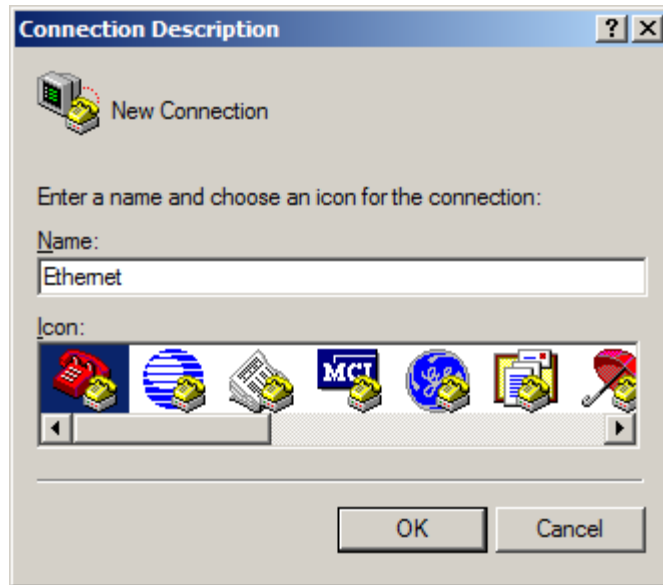 Connection Description
New Connection
Enter a name and choose an icon for the connection:
Name:
Ethernet
Icon:
MCI
OK
Cancel